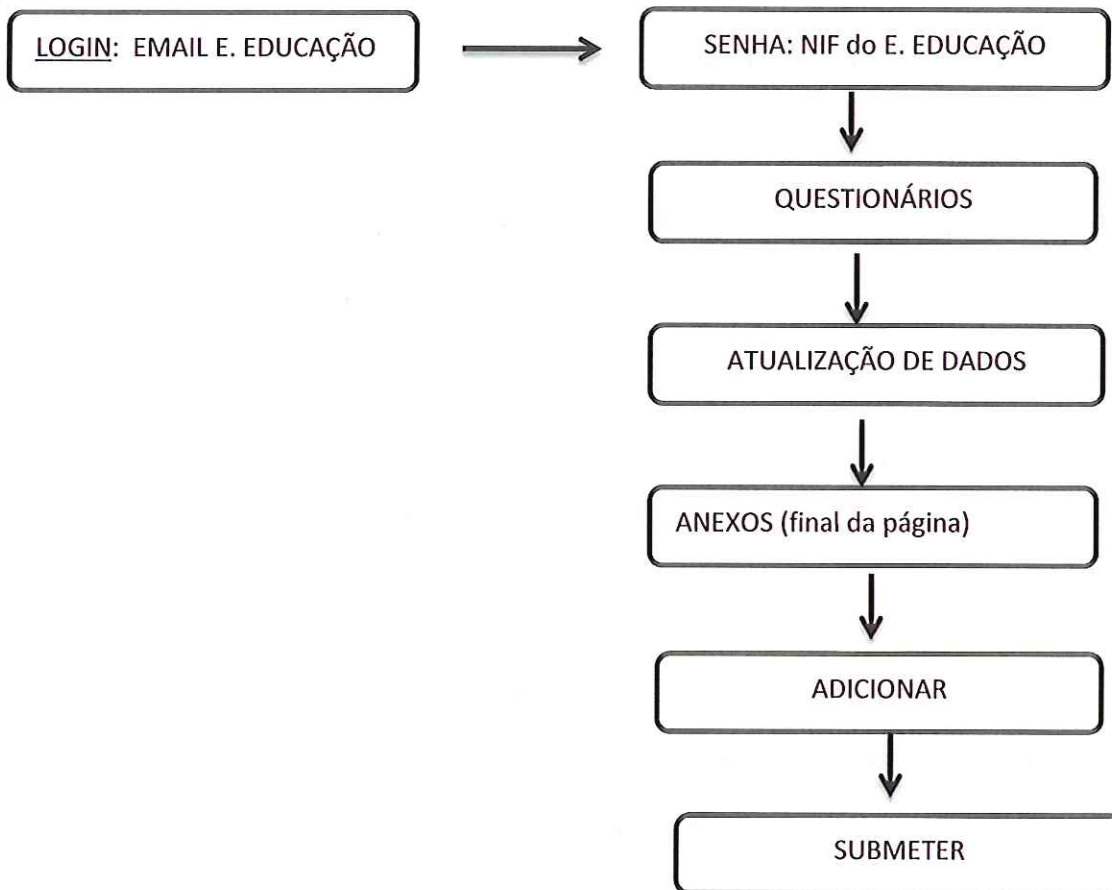 LOGIN: EMAIL E. EDUCAÇÃO
SENHA: NIF do E. EDUCAÇÃO
QUESTIONÁRIOS
ATUALIZAÇÃO DE DADOS
ANEXOS (final da página)
ADICIONAR
SUBMETER